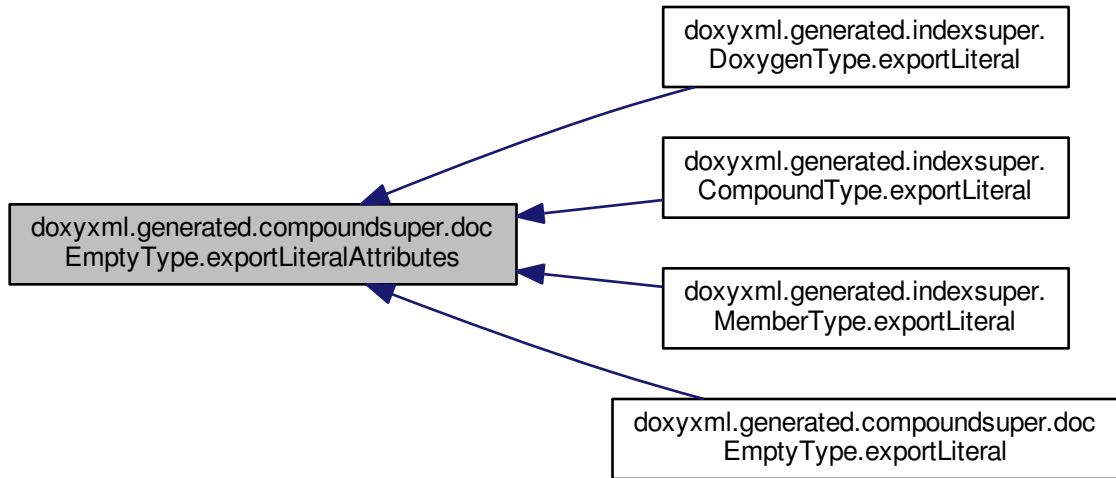 doxyxml.generated.indexsuper.
DoxygenType.exportLiteral
doxyxml.generated.indexsuper.
CompoundType.exportLiteral
doxyxml.generated.compoundsuper.doc
EmptyType.exportLiteralAttributes
doxyxml.generated.indexsuper.
MemberType.exportLiteral
doxyxml.generated.compoundsuper.doc
EmptyType.exportLiteral